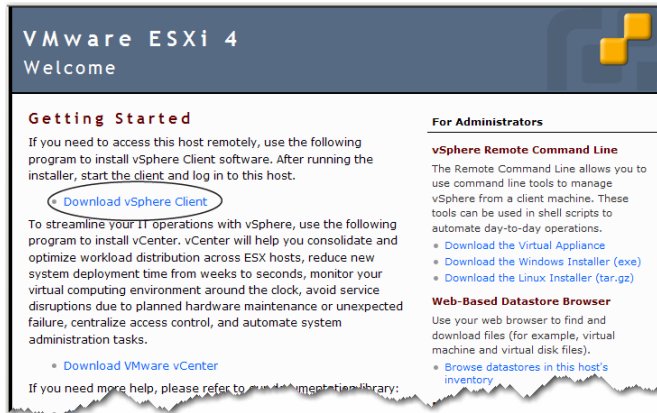 VMware ESXi 4
Welcome
Getting Started
If you need to access this host remotely, use the following
program to install vSphere Client software. After running the
installer, start the client and log in to this host.
Download vSphere Client
To streamline your IT operations with vSphere, use the following
program to install vCenter. vCenter will help you consolidate and
optimize workload distribution across ESX hosts, reduce new
system deployment time from weeks to seconds, monitor your
virtual computing environment around the clock, avoid service
disruptions due to planned hardware maintenance or unexpected
failure, centralize access control, and automate system
administration tasks.
Download VMware vCenter
If you need more help, please refer to our documentation library:
For Administrators
vSphere Remote Command Line
The Remote Command Line allows you to
use command line tools to manage
vSphere from a client machine. These
tools can be used in shell scripts to
automate day-to-day operations.
Download the Virtual Appliance
Download the Windows Installer (exe)
Download the Linux Installer (tar.gz)
Web-Based Datastore Browser
Use your web browser to find and
download files (for example, virtual
machine and virtual disk files).
Browse datastores in this host's
inventory